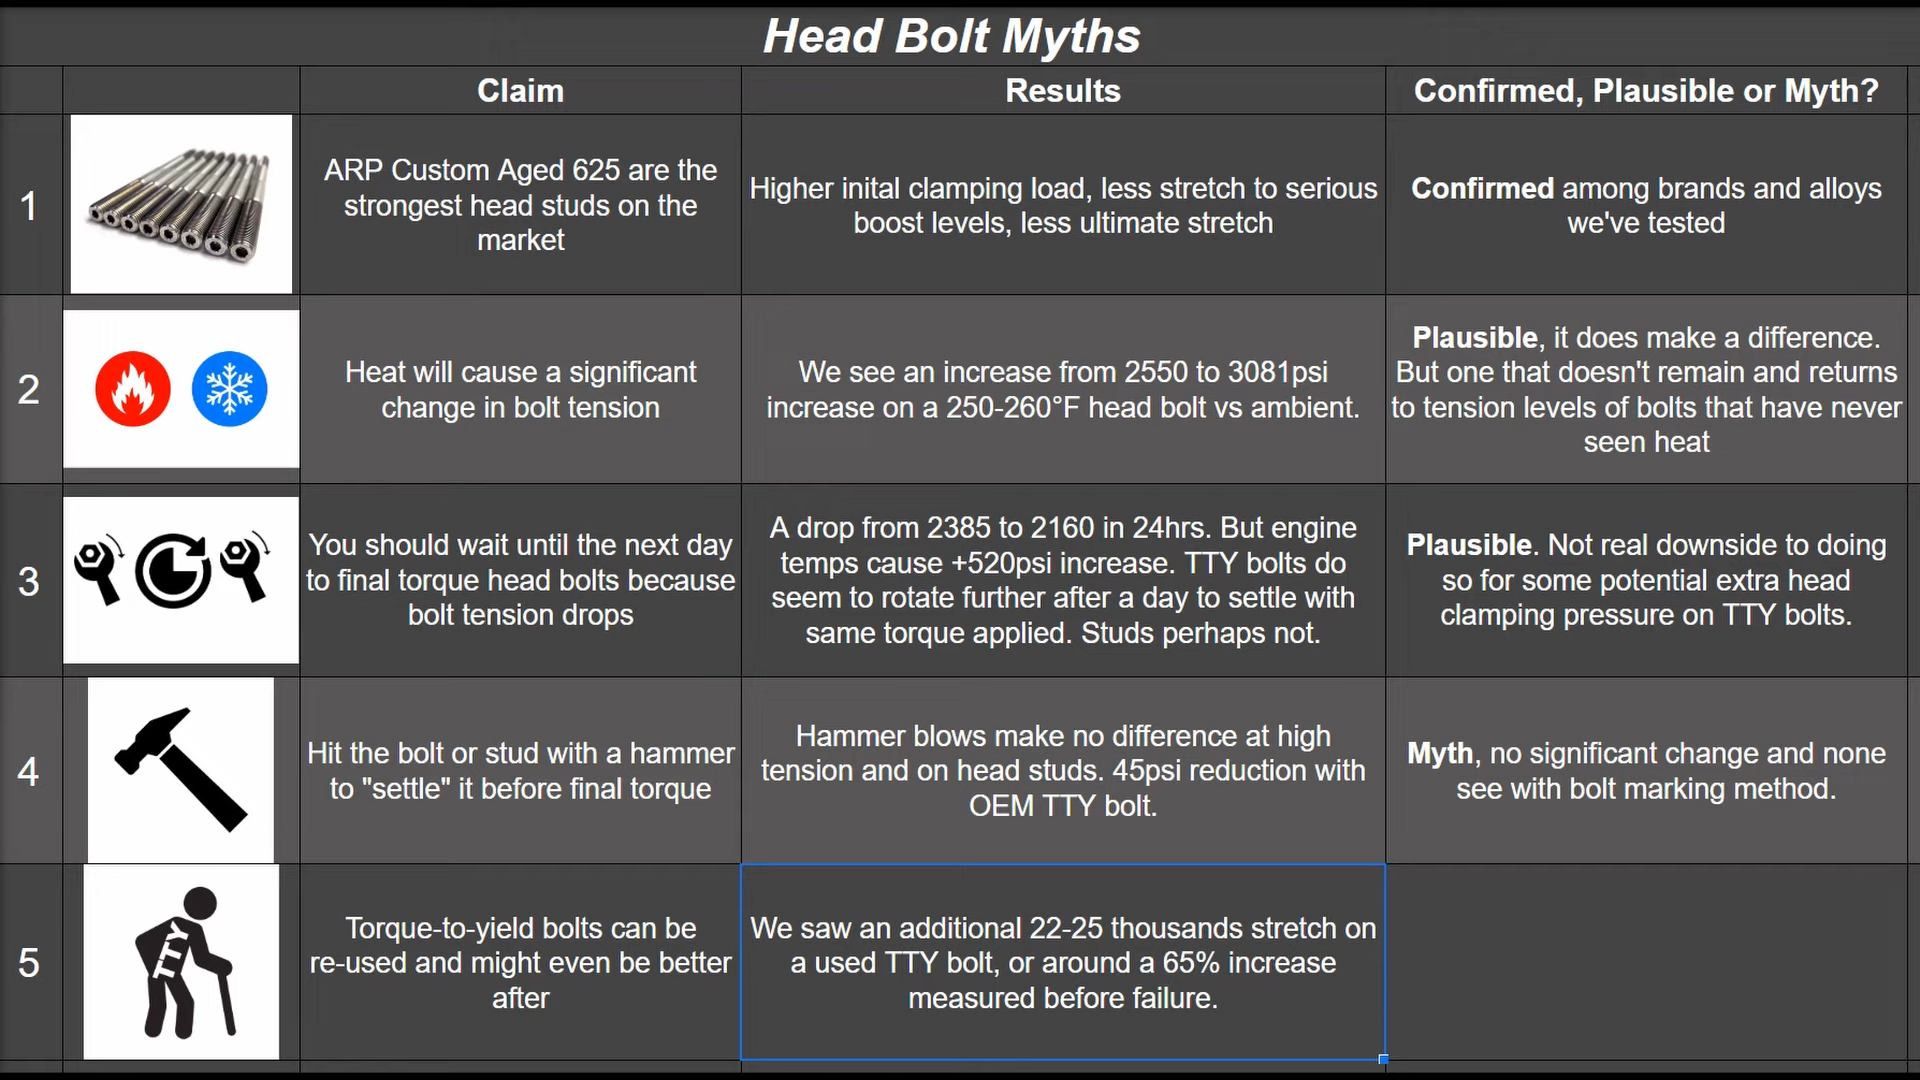 Head Bolt Myths
Claim
Results
Confirmed, Plausible or Myth?
1
ARP Custom Aged 625 are the
strongest head studs on the
market
Higher inital clamping load, less stretch to serious
boost levels, less ultimate stretch
Confirmed among brands and alloys
we've tested
2
Heat will cause a significant
change in bolt tension
We see an increase from 2550 to 3081psi
increase on a 250-260°F head bolt vs ambient.
Plausible, it does make a difference.
But one that doesn't remain and returns
to tension levels of bolts that have never
seen heat
3
You should wait until the next day
to final torque head bolts because
bolt tension drops
A drop from 2385 to 2160 in 24hrs. But engine
temps cause +520psi increase. TTY bolts do
seem to rotate further after a day to settle with
same torque applied. Studs perhaps not.
Plausible. Not real downside to doing
so for some potential extra head
clamping pressure on TTY bolts.
4
Hit the bolt or stud with a hammer
to "settle" it before final torque
Hammer blows make no difference at high
tension and on head studs. 45psi reduction with
OEM TTY bolt.
Myth, no significant change and none
see with bolt marking method.
5
TTY
Torque-to-yield bolts can be
re-used and might even be better
after
We saw an additional 22-25 thousands stretch on
a used TTY bolt, or around a 65% increase
measured before failure.